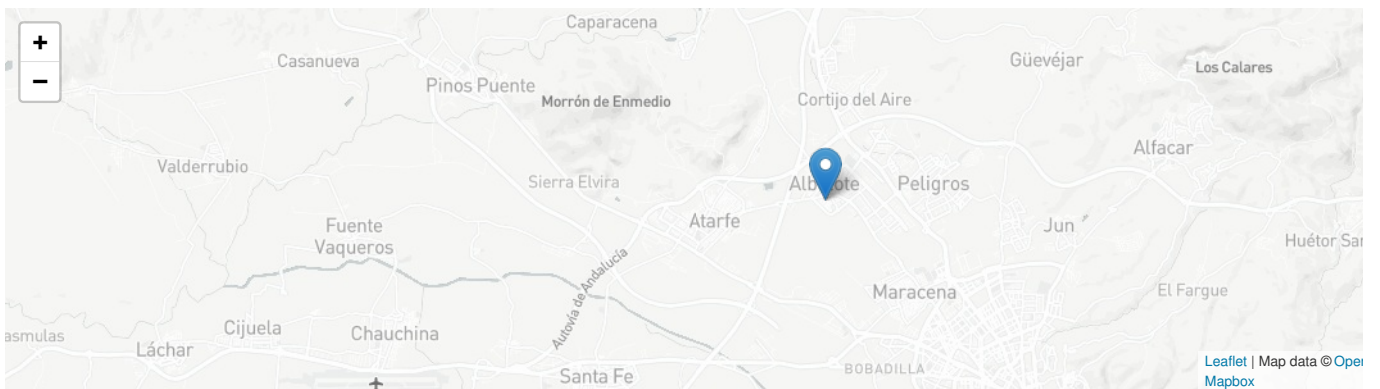 +
−
Caparacena
Casanueva
Güevéjar
Los Calares
Pinos Puente
Morrón de Enmedio
Cortijo del Aire
Alfacar
Valderrubio
Sierra Elvira
Peligros
Atarfe
Fuente
Vaqueros
Jun
Huétor
Autovía de Andalucía
Maracena
El Fargue
Cijuela
Chauchina
Láchar
Santa Fe
BOBADILLA
Leaflet | Map data ©
Mapbox